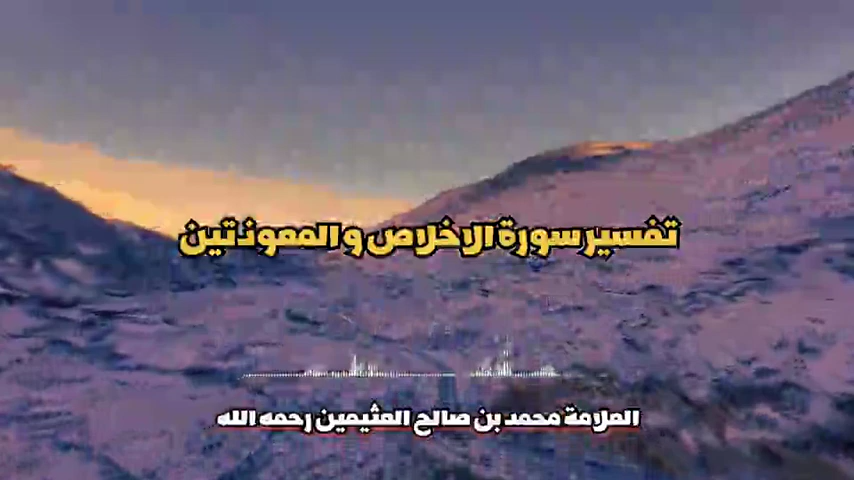 تفسير سورة الاخلاص و المعوذتين
العلامة محمد بن صالح العثيمين رحمه الله